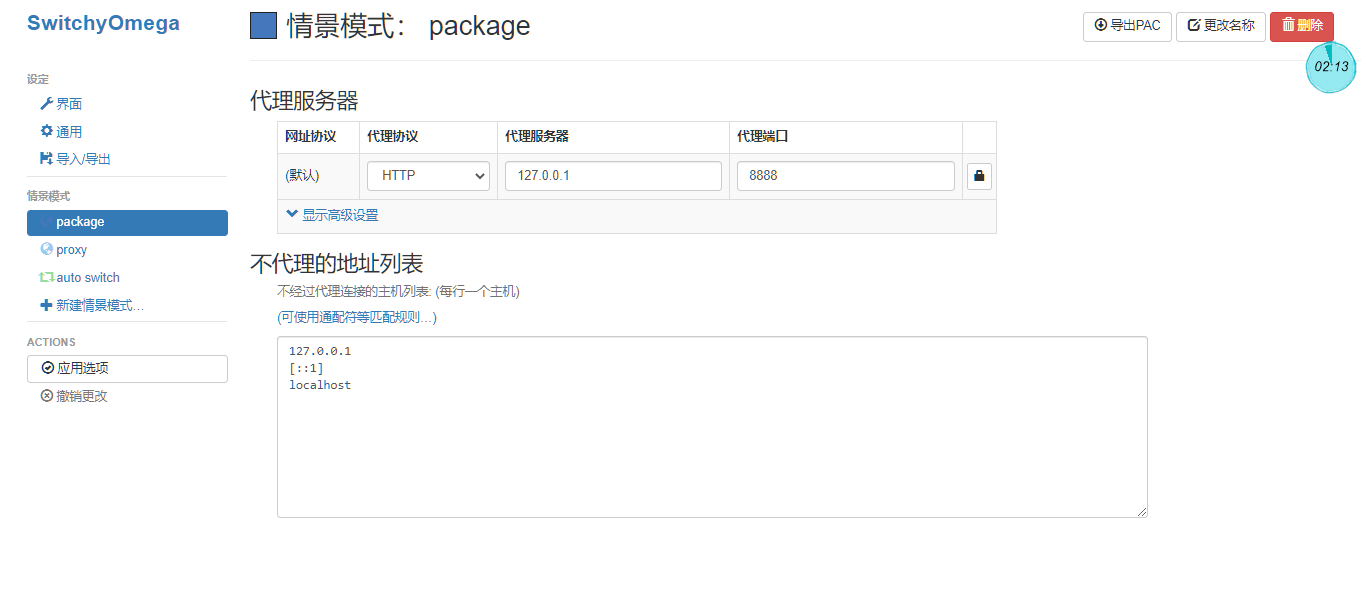 SwitchyOmega
设定
界面
通用
导入/导出
情景模式
package
proxy
auto switch
新建情景模式…
ACTIONS
应用选项
撤销更改
情景模式： package
导出PAC 更改名称 删除
02:13
代理服务器
网址协议 代理协议 代理服务器 代理端口
(默认) HTTP 127.0.0.1 8888
显示高级设置
不代理的地址列表
不经过代理连接的主机列表: (每行一个主机)
(可使用通配符等匹配规则…)
127.0.0.1
[::1]
localhost